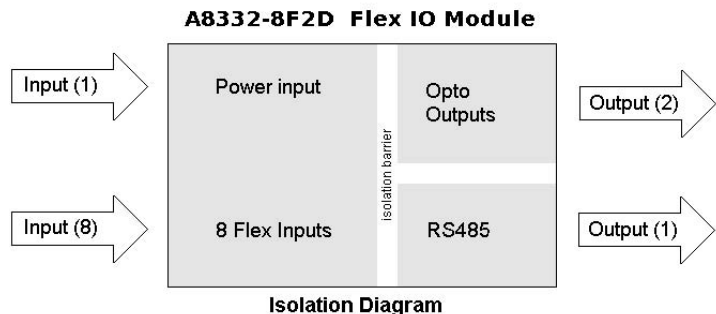 A8332-8F2D Flex IO Module
Input (1)
Power input
Opto
Outputs
Output (2)
isolation barrier
Input (8)
8 Flex Inputs
RS485
Output (1)
Isolation Diagram